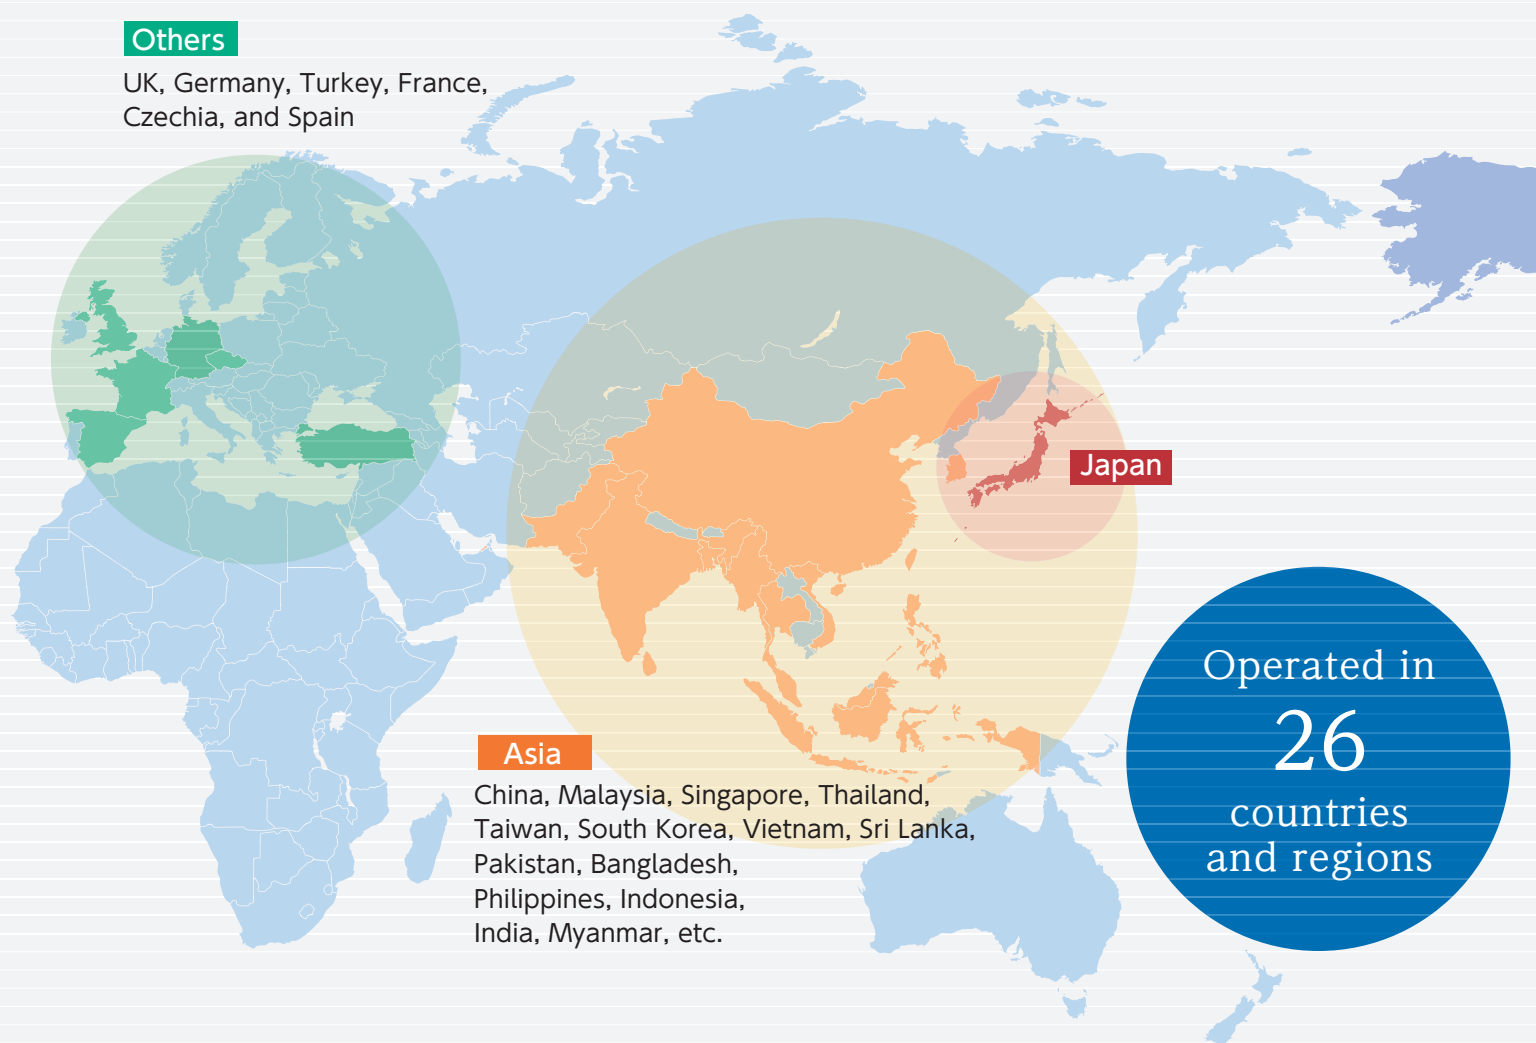 Others
UK, Germany, Turkey, France,
Czechia, and Spain
Japan
Asia
China, Malaysia, Singapore, Thailand,
Taiwan, South Korea, Vietnam, Sri Lanka,
Pakistan, Bangladesh,
Philippines, Indonesia,
India, Myanmar, etc.
Operated in
26
countries
and regions